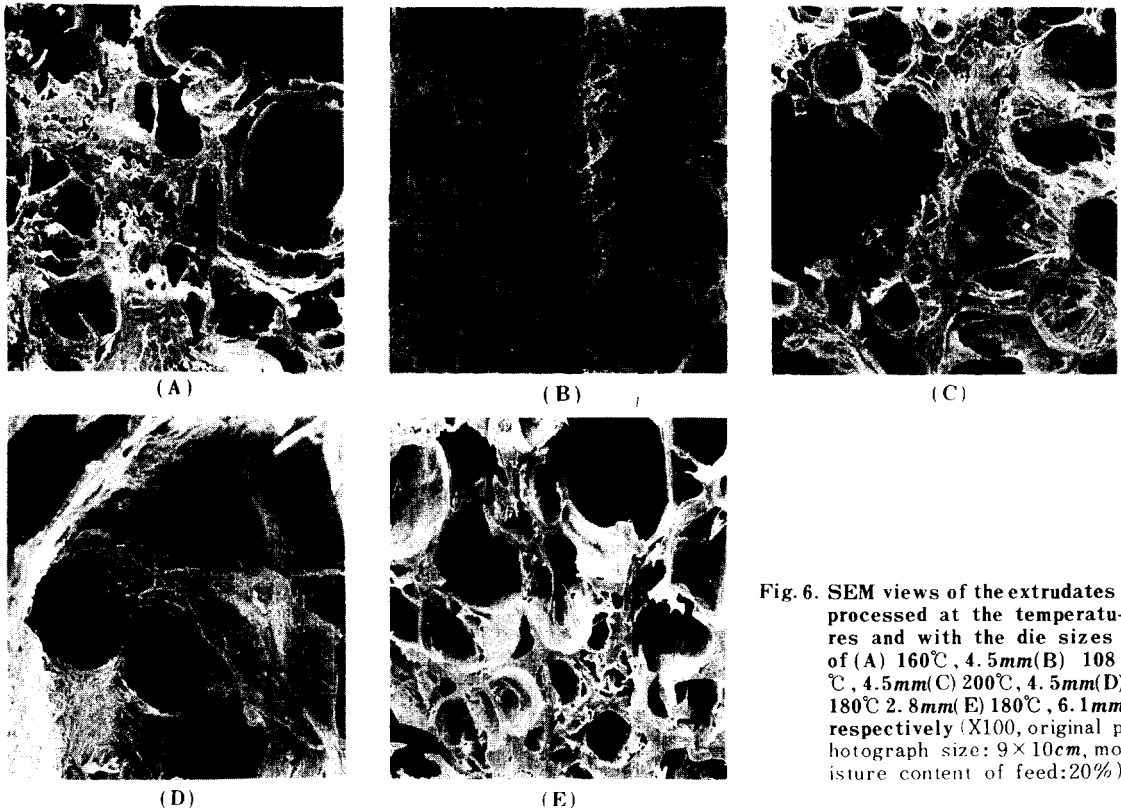 (A)
(B)
(C)
(D)
(E)
Fig. 6. SEM views of the extrudates
processed at the temperatu-
res and with the die sizes
of (A) 160℃, 4.5mm(B) 108
℃, 4.5mm(C) 200℃, 4.5mm(D)
180℃ 2.8mm(E) 180℃, 6.1mm
respectively (X100, original p
hotograph size: 9×10cm, mo
isture content of feed:20%)